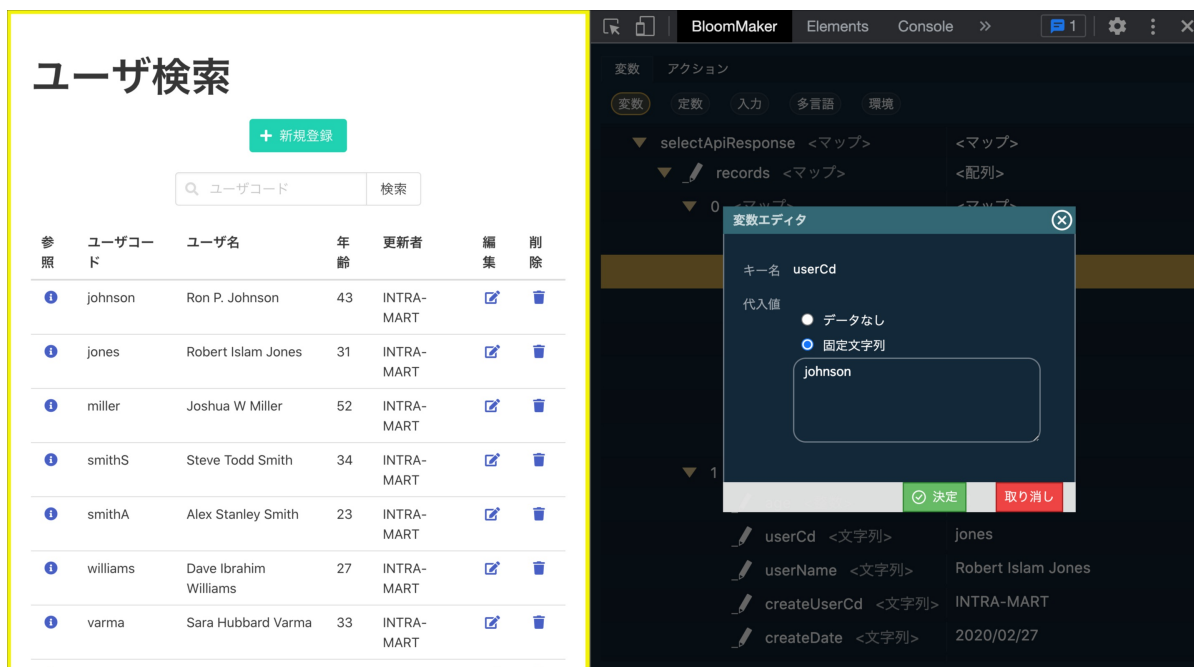 ユーザ検索
新規登録
ユーザコード
検索
参照 ユーザコード ユーザ名 年齢 更新者 編集 削除
johnson Ron P. Johnson 43 INTRA-MART
jones Robert Islam Jones 31 INTRA-MART
miller Joshua W Miller 52 INTRA-MART
smithS Steve Todd Smith 34 INTRA-MART
smithA Alex Stanley Smith 23 INTRA-MART
williams Dave Ibrahim Williams 27 INTRA-MART
varma Sara Hubbard Varma 33 INTRA-MART
BloomMaker Elements Console » 1
変数 アクション
変数 定数 入力 多言語 環境
selectApiResponse <マップ> <マップ>
records <マップ> <配列>
0 <マップ> <マップ>
変数エディタ
キー名 userCd
代入値
データなし
固定文字列
johnson
決定 取り消し
1
userCd <文字列> jones
userName <文字列> Robert Islam Jones
createUserCd <文字列> INTRA-MART
createDate <文字列> 2020/02/27